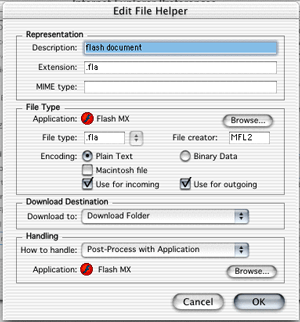 Edit File Helper
Representation
Description: flash document
Extension: .fla
MIME type:
File Type
Application: Flash MX Browse...
File type: .fla File creator: MFL2
Encoding: Plain Text Binary Data
Macintosh file
Use for incoming Use for outgoing
Download Destination
Download to: Download Folder
Handling
How to handle: Post-Process with Application
Application: Flash MX Browse...
Cancel OK